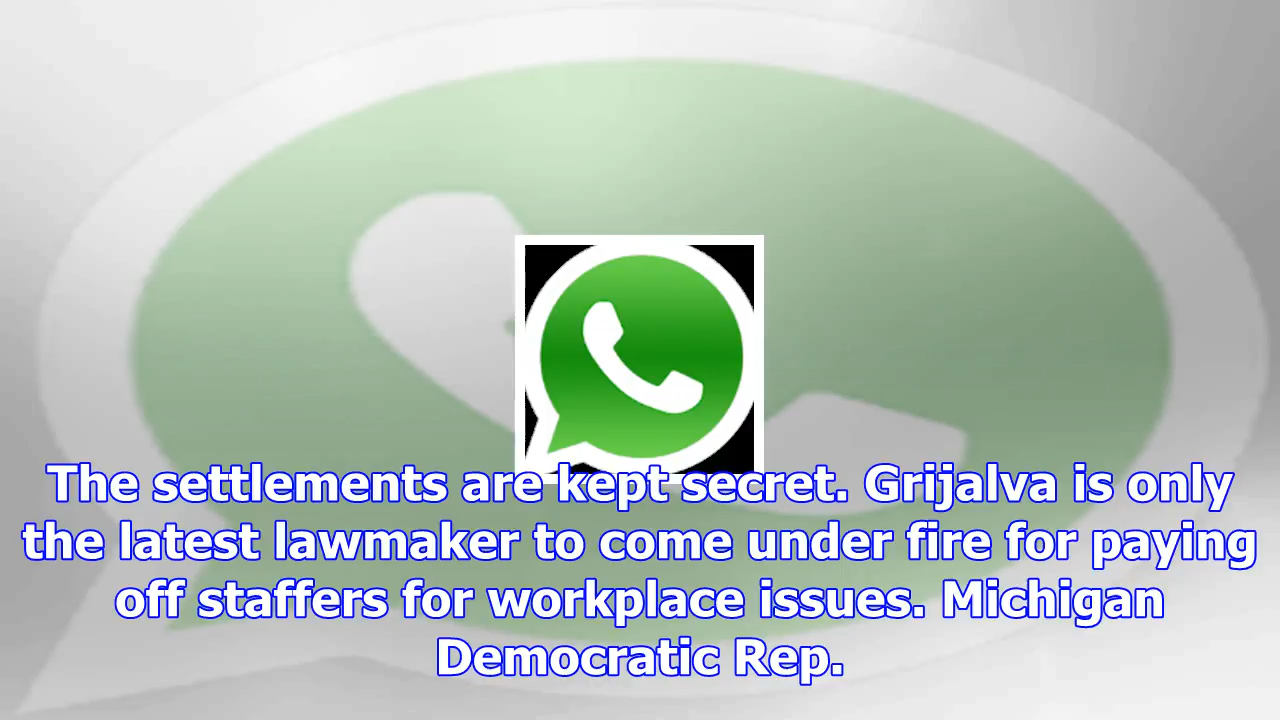 The settlements are kept secret. Grijalva is only
the latest lawmaker to come under fire for paying
off staffers for workplace issues. Michigan
Democratic Rep.